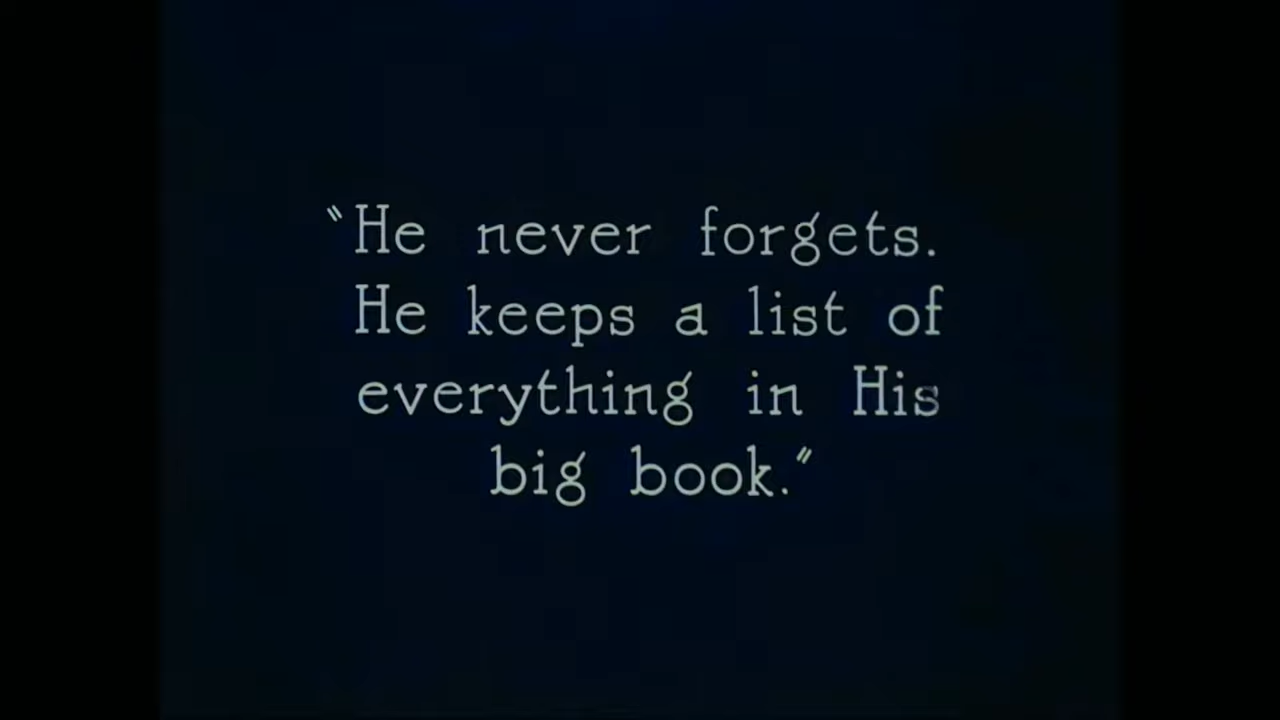 "He never forgets.
He keeps a list of
everything in His
big book."